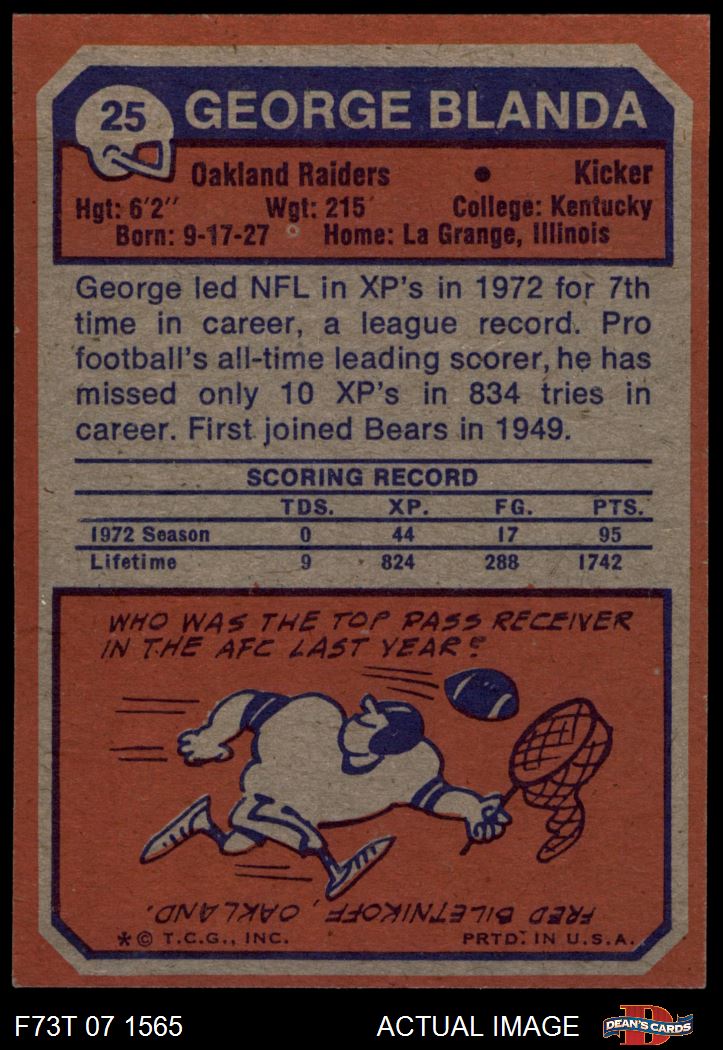 25 GEORGE BLANDA
Oakland Raiders • Kicker
Hgt: 6'2" Wgt: 215 College: Kentucky
Born: 9-17-27 Home: La Grange, Illinois
George led NFL in XP's in 1972 for 7th
time in career, a league record. Pro
football's all-time leading scorer, he has
missed only 10 XP's in 834 tries in
career. First joined Bears in 1949.
SCORING RECORD
TDS. XP. FG. PTS.
1972 Season 0 44 17 95
Lifetime 9 824 288 1742
WHO WAS THE TOP PASS RECEIVER
IN THE AFC LAST YEAR?
FRED BILETNIKOFF, OAKLAND.
*© T.C.G., INC. PRTD. IN U.S.A.
F73T 07 1565 ACTUAL IMAGE DEAN'S CARDS